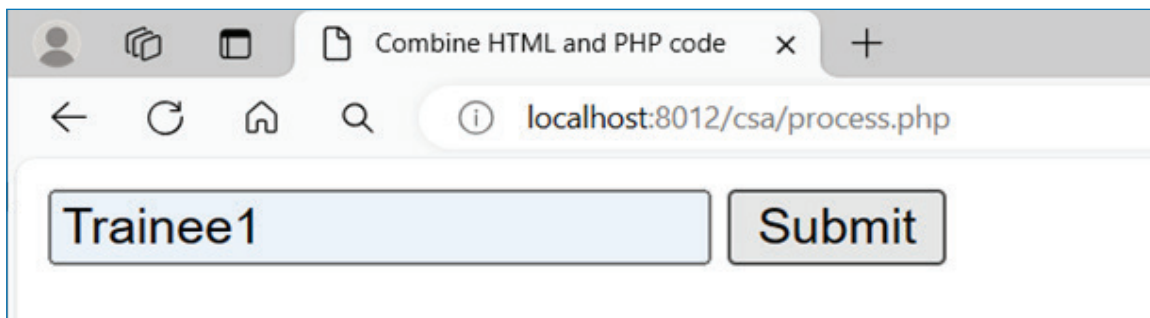 Combine HTML and PHP code
localhost:8012/csa/process.php
Trainee1 Submit